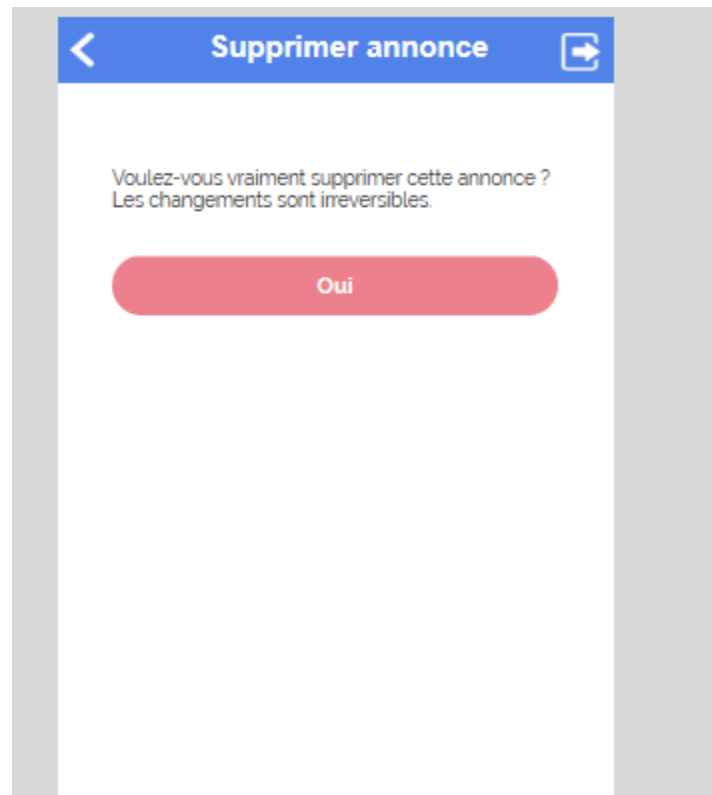 Supprimer annonce
Voulez-vous vraiment supprimer cette annonce ?
Les changements sont irreversibles.
Oui